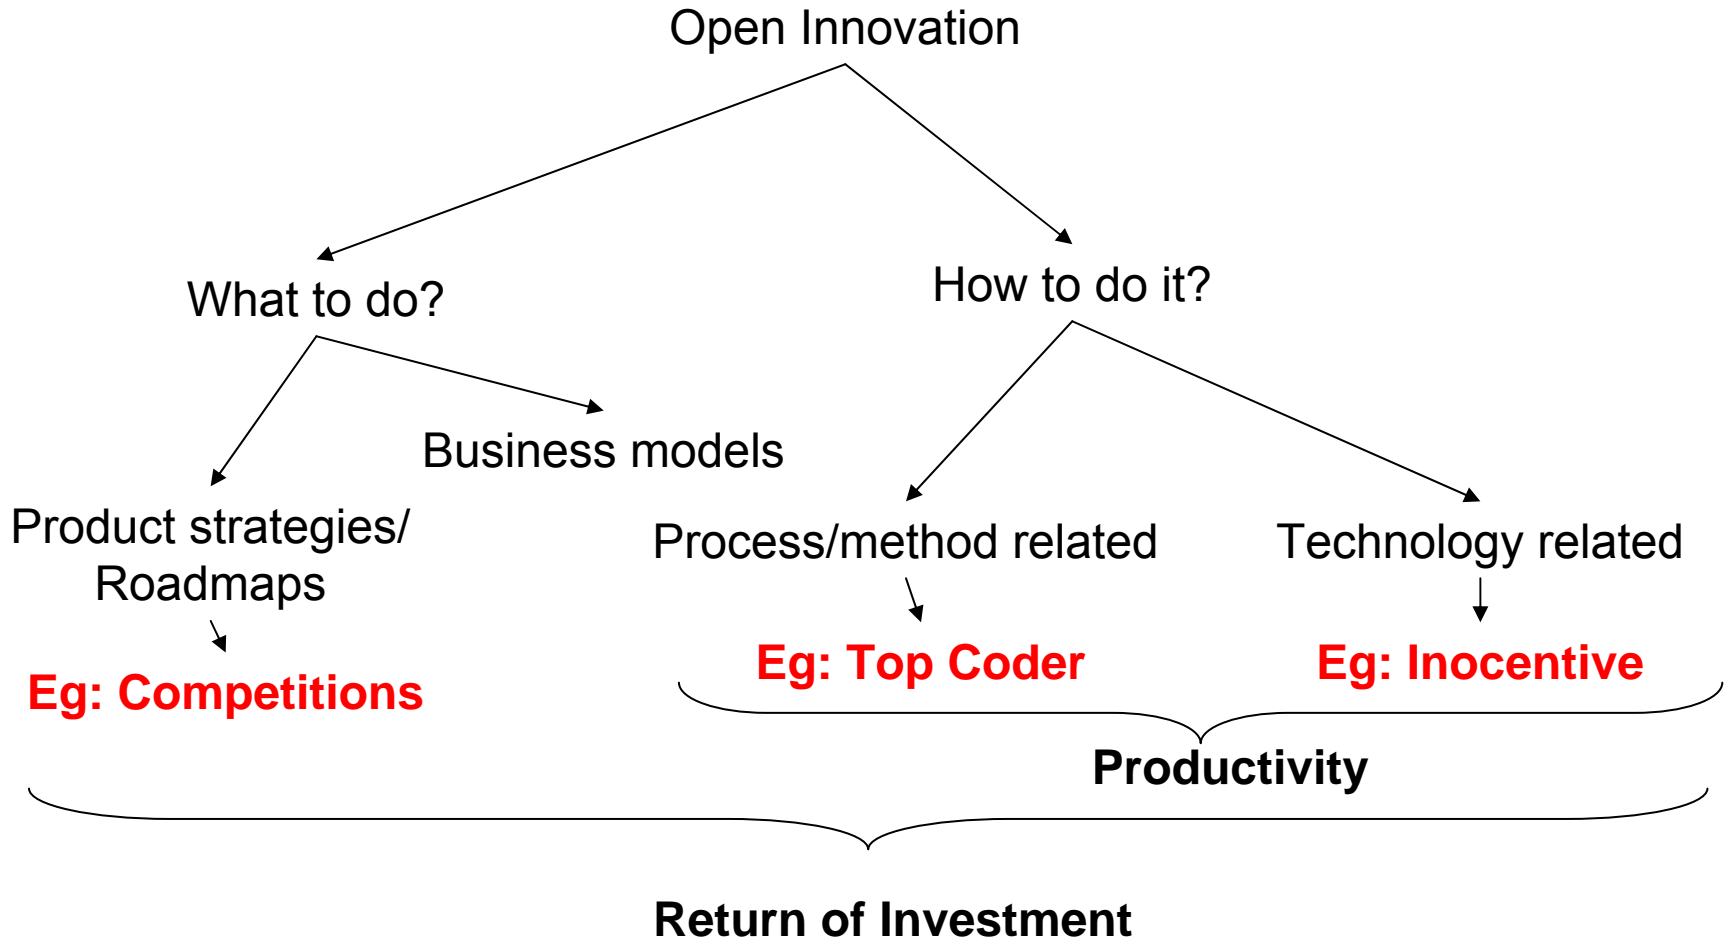 Open Innovation
What to do?
How to do it?
Business models
Product strategies/
Roadmaps
Process/method related
Technology related
Eg: Competitions
Eg: Top Coder
Eg: Inocentive
Productivity
Return of Investment